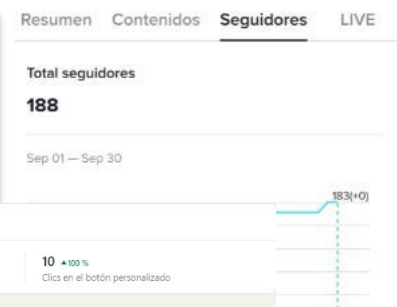 Resumen Contenidos Seguidores LIVE
Total seguidores
188
Sep 01 — Sep 30
183(+0)
10 ▲100 %
Clics en el botón personalizado